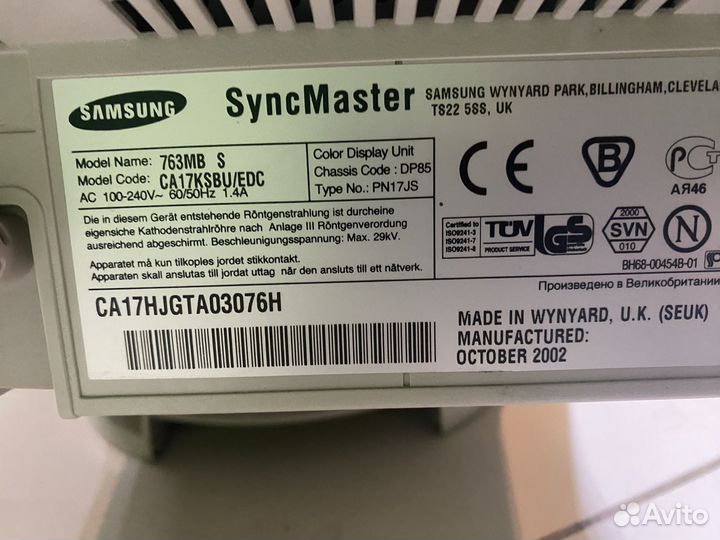 SAMSUNG
SyncMaster
SAMSUNG WYNYARD PARK, BILLINGHAM, CLEVELA
TS22 5SS, UK
Model Name: 763MB S
Model Code: CA17KSBU/EDC
AC 100-240V~ 60/50Hz 1.4A
Color Display Unit
Chassis Code : DP85
Type No.: PN17JS
Die in diesem Gerät entstehende Röntgenstrahlung ist durcheine
eigensiche Kathodenstrahlröhre nach Anlage III Röntgenverordung
ausreichend abgeschirmt. Beschleunigungsspannung: Max. 29kV.
Apparatet må kun tilkoples jordet stikkontakt.
Apparaten skall anslutas till jordat uttag när den ansluts till ett nätverk.
CE
B
РСТ
АЯ46
Certified to
ISO9241-3
ISO9241-7
ISO9241-8
TÜV
PRODUCT SERVICE
GS
2000
SVN
010
N
BH68-00454B-01
Произведено в Великобритании
CA17HJGTA03076H
MADE IN WYNYARD, U.K. (SEUK)
MANUFACTURED:
OCTOBER 2002
Avito